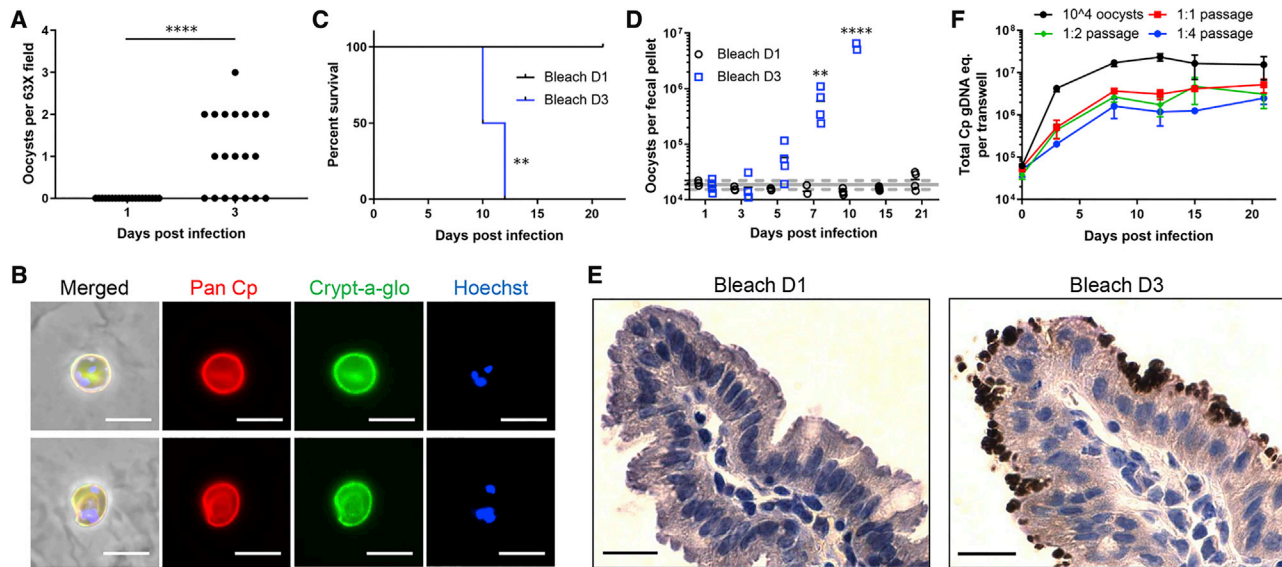 A
****
Oocysts per 63X field
4
3
2
1
0
1 3
Days post infection
B
Merged Pan Cp Crypt-a-glo Hoechst
C
Percent survival
100
50
0
Bleach D1
Bleach D3
**
0 5 10 15 20
Days post infection
D
Oocysts per fecal pellet
10^7
10^6
10^5
10^4
Bleach D1
Bleach D3
**
****
1 3 5 7 10 15 21
Days post infection
E
Bleach D1 Bleach D3
F
10^4 oocysts 1:1 passage
1:2 passage 1:4 passage
Total Cp gDNA eq.
per transwell
10^8
10^7
10^6
10^5
10^4
0 5 10 15 20
Days post infection